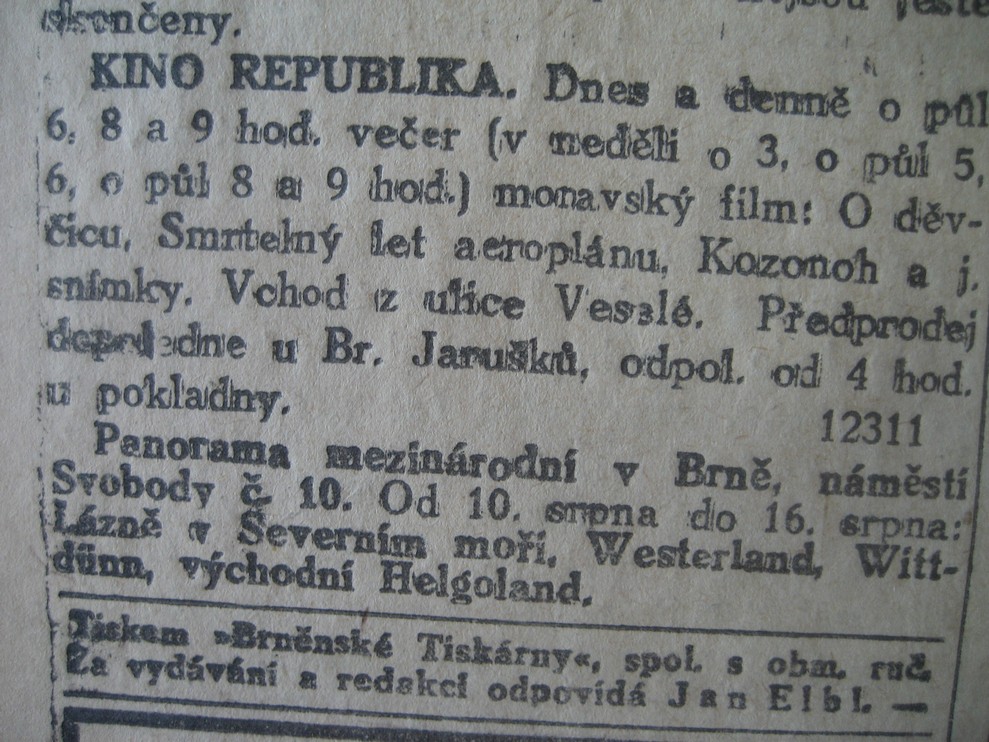 skončeny.
KINO REPUBLIKA. Dnes a denně o půl
6, 8 a 9 hod. večer (v neděli o 3, o půl 5,
6, o půl 8 a 9 hod.) moravský film: O děv-
čicu, Smrtelný let aeroplánu, Kozonoh a j.
snímky. Vchod z ulice Veselé. Předprodej
dopoledne u Br. Jarušků, odpol. od 4 hod.
u pokladny. 12311
Panorama mezinárodní v Brně, náměstí
Svobody č. 10. Od 10. srpna do 16. srpna:
Lázně v Severním moři, Westerland, Witt-
dünn, východní Helgoland.
Tiskem »Brněnské Tiskárny«, spol. s obm. ruč.
Za vydávání a redakci odpovídá Jan Elbl. —